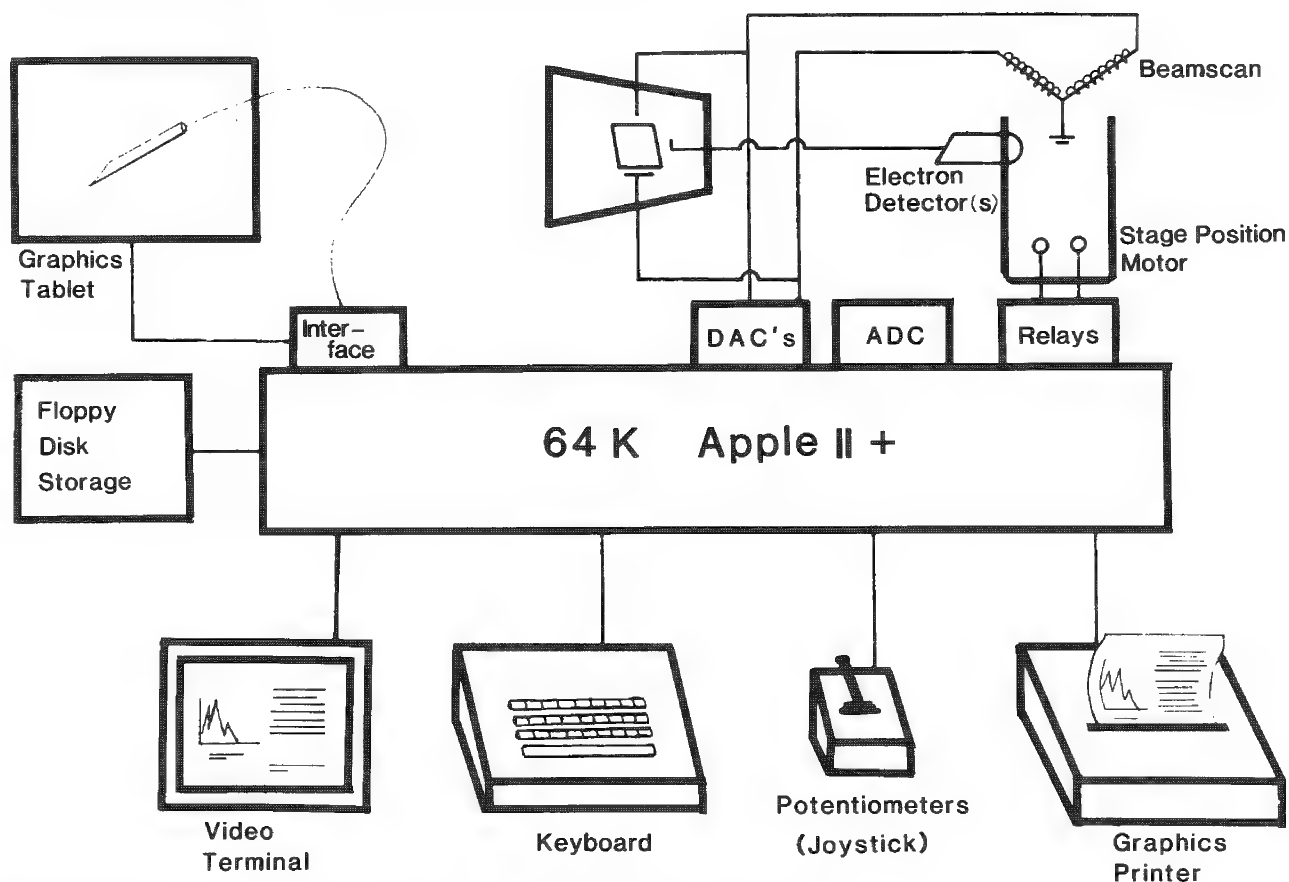 Beamscan
Electron
Detector(s)
Stage Position
Motor
Graphics
Tablet
Inter-
face
DAC's
ADC
Relays
Floppy
Disk
Storage
64 K Apple II +
Video
Terminal
Keyboard
Potentiometers
(Joystick)
Graphics
Printer